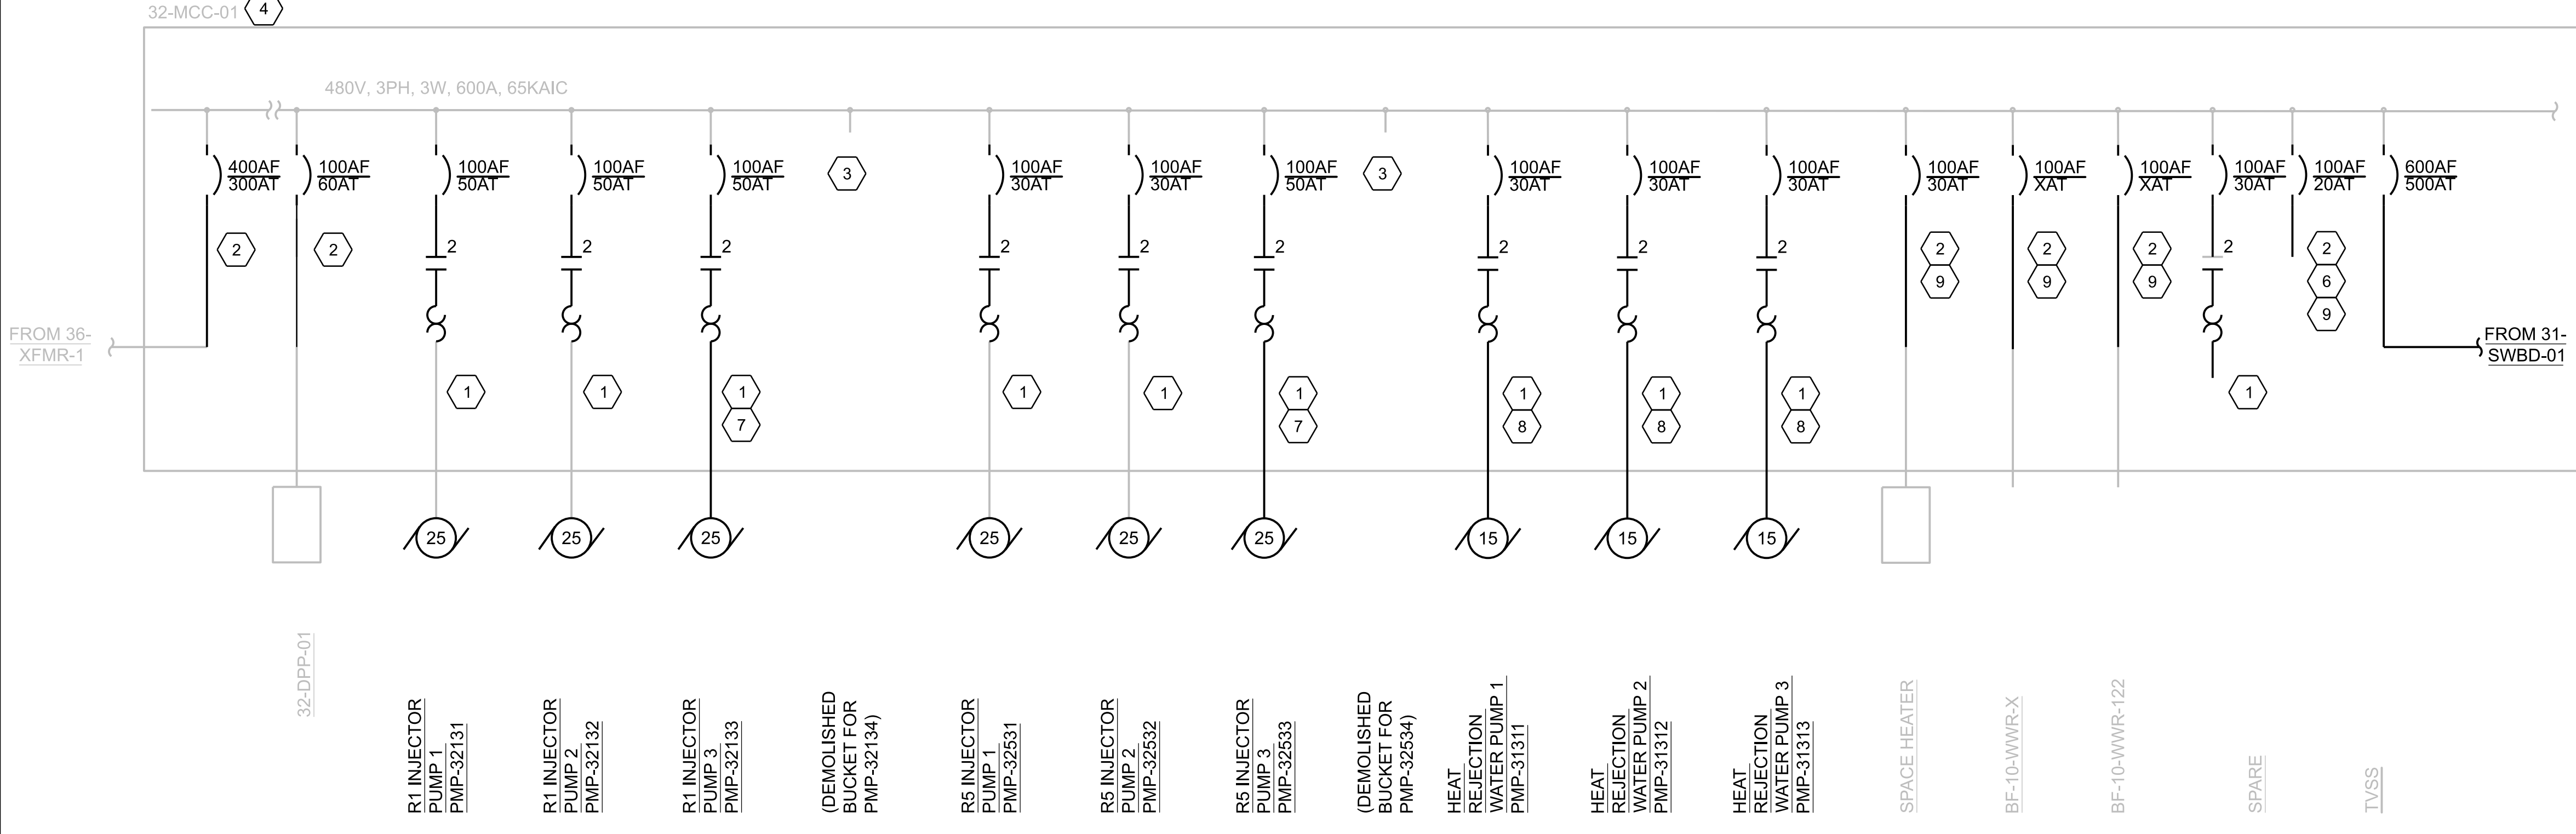 32-MCC-01
4
480V, 3PH, 3W, 600A, 65KAIC
400AF
300AT
100AF
60AT
100AF
50AT
100AF
50AT
100AF
50AT
3
100AF
30AT
100AF
30AT
100AF
50AT
3
100AF
30AT
100AF
30AT
100AF
30AT
100AF
30AT
100AF
XAT
100AF
XAT
100AF
30AT
100AF
20AT
600AF
500AT
2
2
2
2
2
2
2
2
2
2
2
2
9
2
9
2
9
2
2
6
9
FROM 36-
XFMR-1
FROM 31-
SWBD-01
1
1
1
7
1
1
1
7
1
8
1
8
1
8
1
25
25
25
25
25
25
15
15
15
32-DPP-01
R1 INJECTOR
PUMP 1
PMP-32131
R1 INJECTOR
PUMP 2
PMP-32132
R1 INJECTOR
PUMP 3
PMP-32133
(DEMOLISHED
BUCKET FOR
PMP-32134)
R5 INJECTOR
PUMP 1
PMP-32531
R5 INJECTOR
PUMP 2
PMP-32532
R5 INJECTOR
PUMP 3
PMP-32533
(DEMOLISHED
BUCKET FOR
PMP-32534)
HEAT
REJECTION
WATER PUMP 1
PMP-31311
HEAT
REJECTION
WATER PUMP 2
PMP-31312
HEAT
REJECTION
WATER PUMP 3
PMP-31313
SPACE HEATER
BF-10-WWR-X
BF-10-WWR-122
SPARE
TVSS